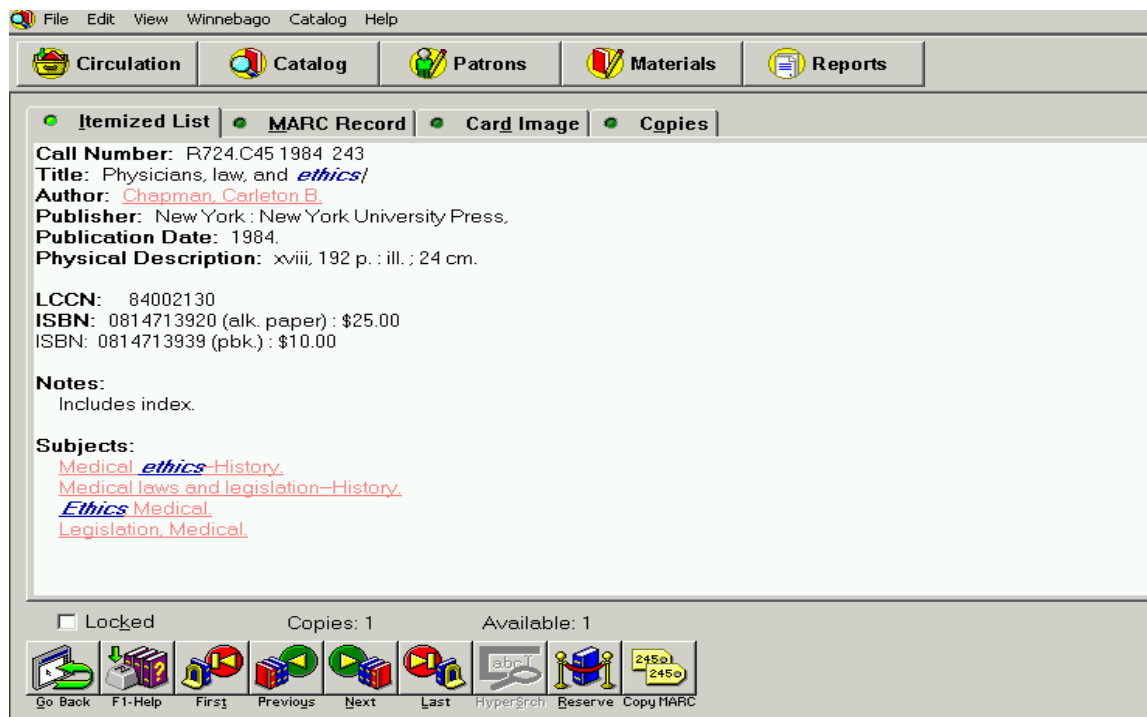 File Edit View Winnebago Catalog Help
Circulation Catalog Patrons Materials Reports
Itemized List MARC Record Card Image Copies
Call Number: R724.C45 1984 243
Title: Physicians, law, and ethics/
Author: Chapman, Carleton B.
Publisher: New York : New York University Press,
Publication Date: 1984.
Physical Description: xviii, 192 p. : ill. ; 24 cm.
LCCN: 84002130
ISBN: 0814713920 (alk. paper) : $25.00
ISBN: 0814713939 (pbk.) : $10.00
Notes:
Includes index.
Subjects:
Medical ethics--History.
Medical laws and legislation--History.
Ethics Medical.
Legislation, Medical.
Locked Copies: 1 Available: 1
abc 2450 2450
Go Back F1-Help First Previous Next Last HyperSrch Reserve Copy MARC